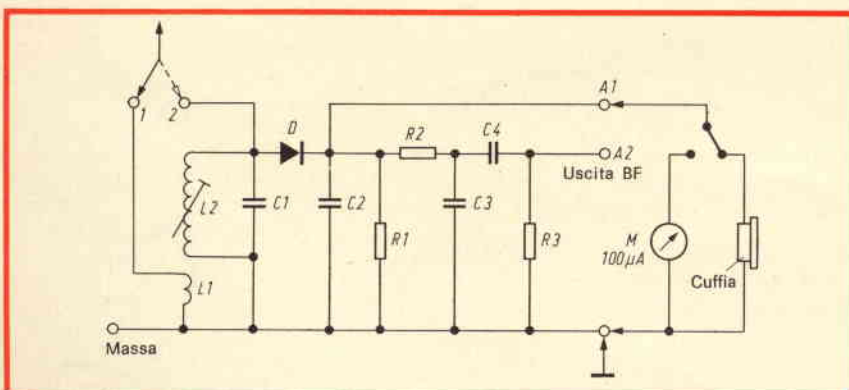 A1
1
2
D
R2
C4
A2
Uscita BF
L2
C1
C2
R1
C3
R3
M
100µA
Cuffia
L1
Massa